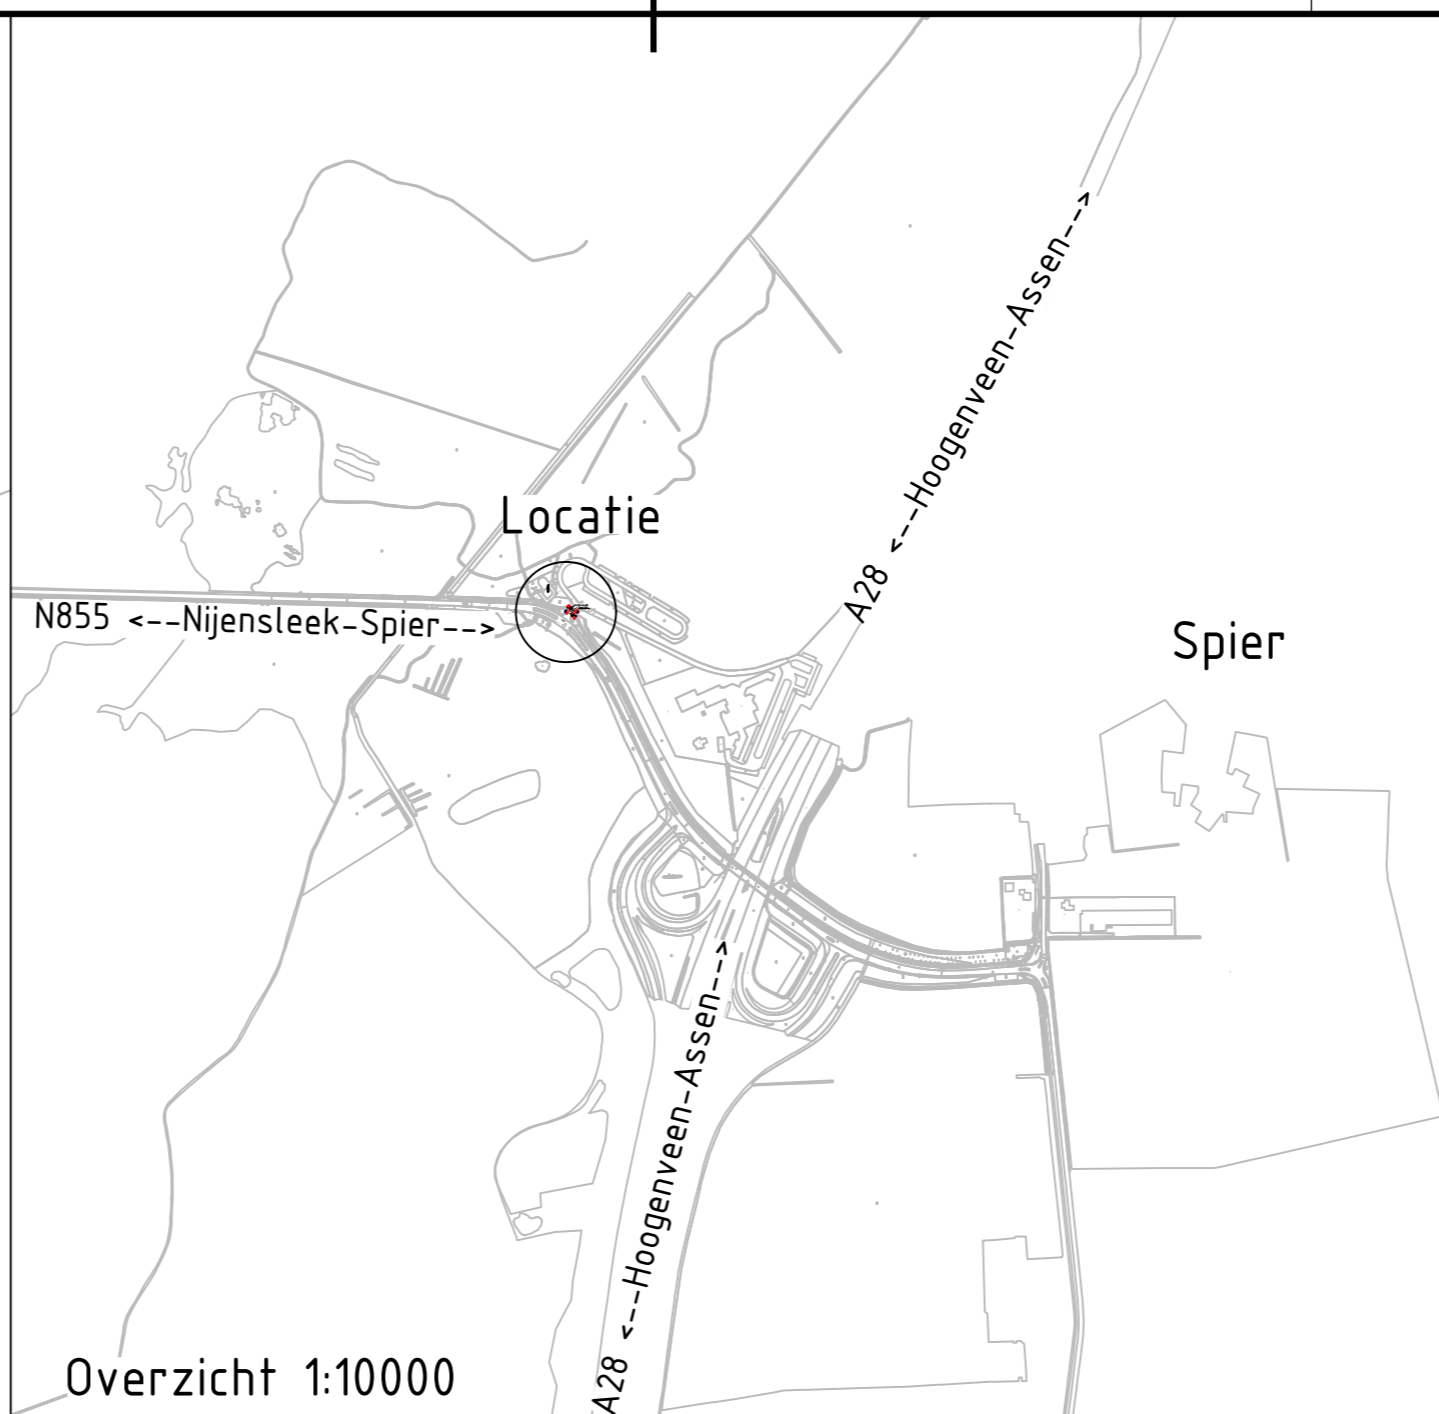 A28 <---Hoogenveen-Assen--->
Locatie
N855 <--Nijensleek-Spier-->
Spier
A28 <---Hoogenveen-Assen--->
Overzicht 1:10000